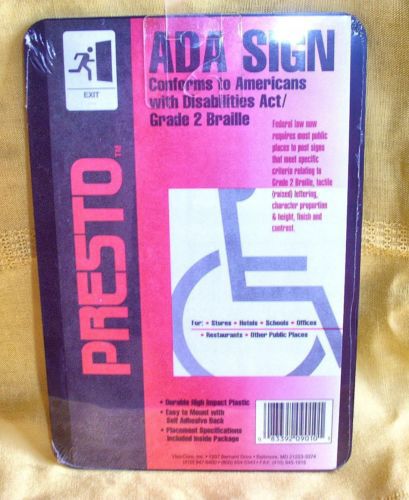 EXIT
PRESTO™
ADA SIGN
Conforms to Americans
with Disabilities Act/
Grade 2 Braille
Federal law now
requires most public
places to post signs
that meet specific
criteria relating to
Grade 2 Braille, tactile
(raised) lettering,
character proportion
& height, finish and
contrast.
For: • Stores • Hotels • Schools • Offices
• Restaurants • Other Public Places
• Durable High Impact Plastic
• Easy to Mount with
Self Adhesive Back
• Placement Specifications
Included Inside Package
83392 09010